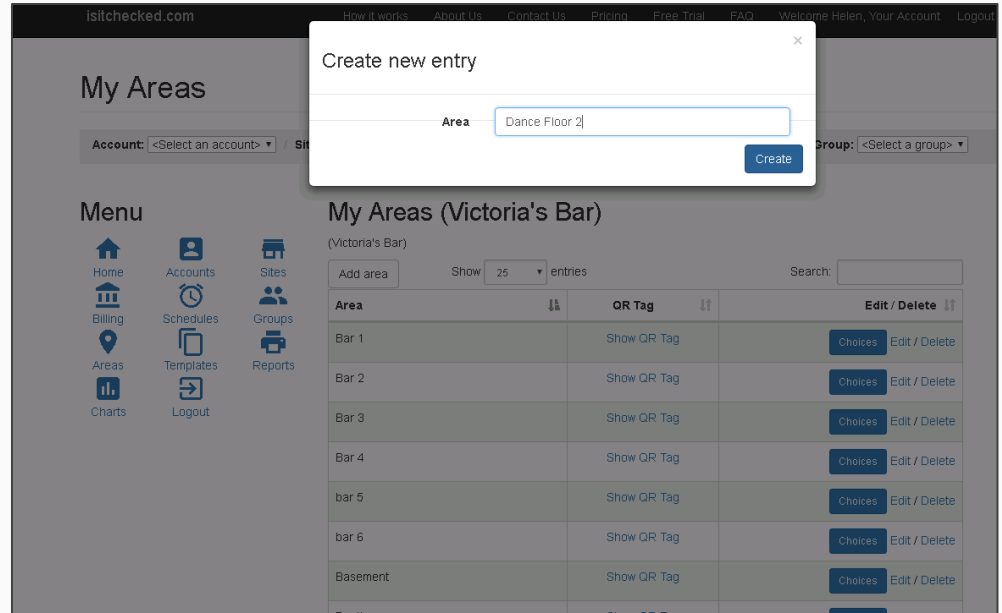 isitchecked.com How it works About Us Contact Us Pricing Free Trial FAQ Welcome Helen, Your Account Logout
×
Create new entry
My Areas
Area Dance Floor 2
Account: <Select an account> / Sit Group: <Select a group>
Create
Menu
Home Accounts Sites
Billing Schedules Groups
Areas Templates Reports
Charts Logout
My Areas (Victoria's Bar)
(Victoria's Bar)
Add area Show 25 entries Search:
Area QR Tag Edit / Delete
Bar 1 Show QR Tag Choices Edit / Delete
Bar 2 Show QR Tag Choices Edit / Delete
Bar 3 Show QR Tag Choices Edit / Delete
Bar 4 Show QR Tag Choices Edit / Delete
bar 5 Show QR Tag Choices Edit / Delete
bar 6 Show QR Tag Choices Edit / Delete
Basement Show QR Tag Choices Edit / Delete